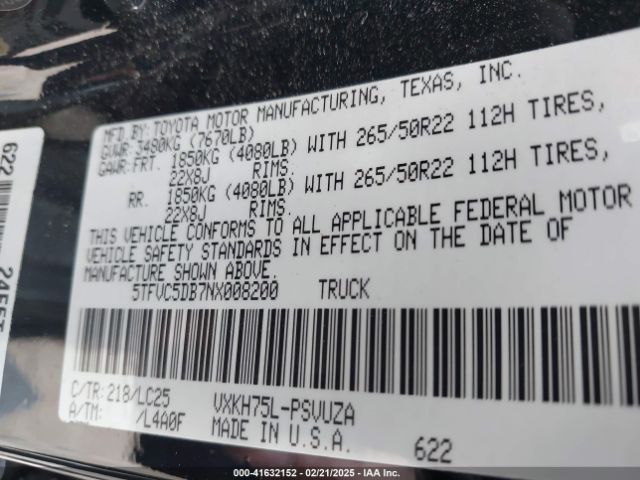 MFD BY:TOYOTA MOTOR MANUFACTURING, TEXAS, INC.
GVWR: 3480KG (7670LB)
GAWR:FRT. 1850KG (4080LB) WITH 265/50R22 112H TIRES,
22X8J RIMS.
RR. 1850KG (4080LB) WITH 265/50R22 112H TIRES,
22X8J RIMS.
THIS VEHICLE CONFORMS TO ALL APPLICABLE FEDERAL MOTOR
VEHICLE SAFETY STANDARDS IN EFFECT ON THE DATE OF
MANUFACTURE SHOWN ABOVE.
5TFVC5DB7NX008200 TRUCK
C/TR: 218/LC25 VXKH75L-PSVUZA
A/TM: /L4A0F MADE IN U.S.A. 622
622
000-41632152 - 02/21/2025 - IAA Inc.